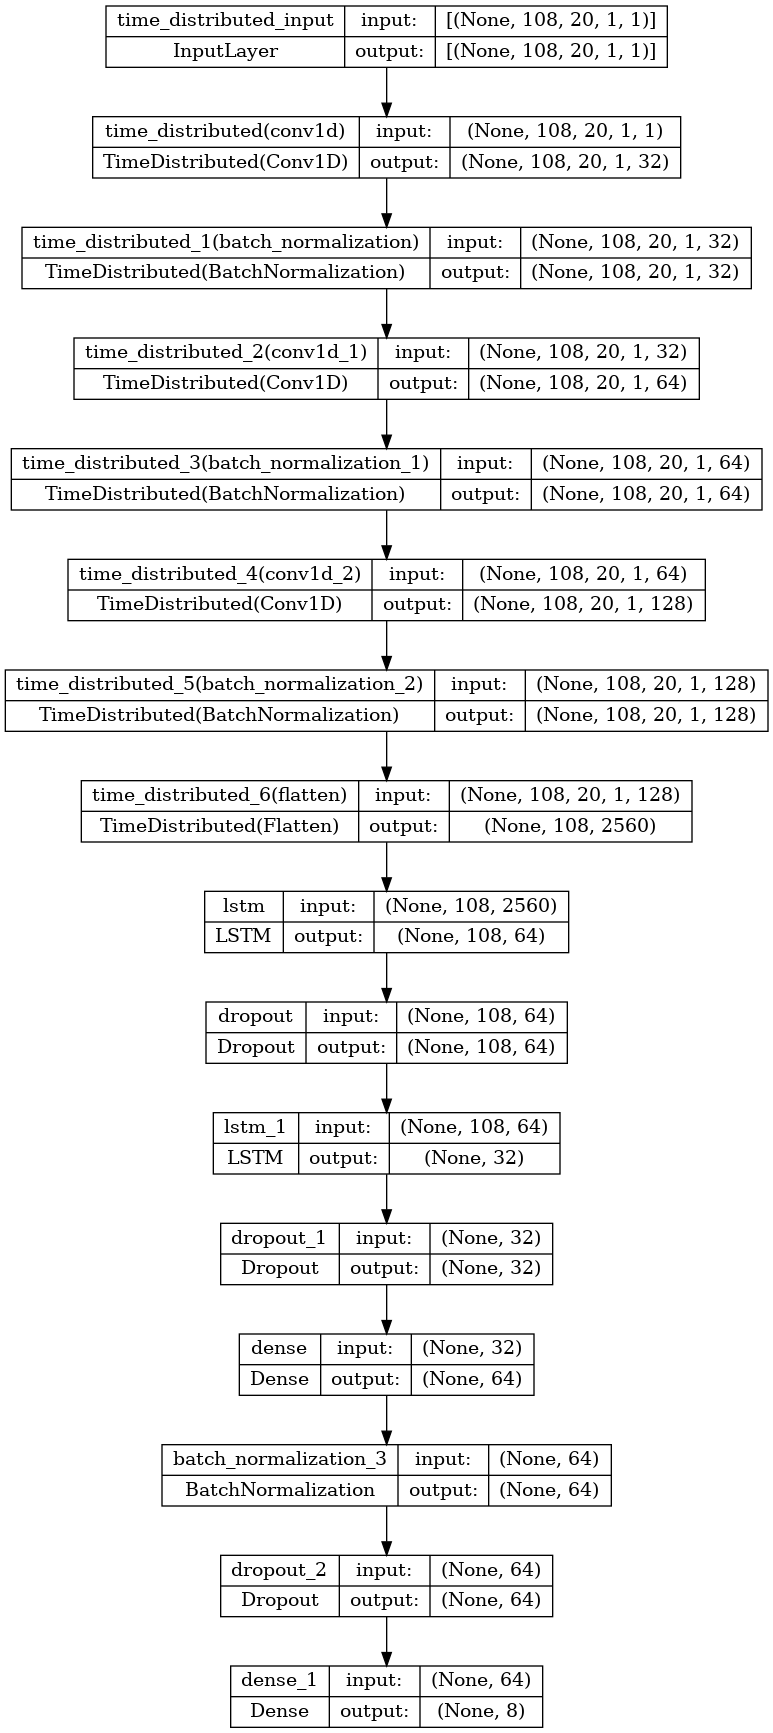 time_distributed_input input: [(None, 108, 20, 1, 1)]
InputLayer output: [(None, 108, 20, 1, 1)]
time_distributed(conv1d) input: (None, 108, 20, 1, 1)
TimeDistributed(Conv1D) output: (None, 108, 20, 1, 32)
time_distributed_1(batch_normalization) input: (None, 108, 20, 1, 32)
TimeDistributed(BatchNormalization) output: (None, 108, 20, 1, 32)
time_distributed_2(conv1d_1) input: (None, 108, 20, 1, 32)
TimeDistributed(Conv1D) output: (None, 108, 20, 1, 64)
time_distributed_3(batch_normalization_1) input: (None, 108, 20, 1, 64)
TimeDistributed(BatchNormalization) output: (None, 108, 20, 1, 64)
time_distributed_4(conv1d_2) input: (None, 108, 20, 1, 64)
TimeDistributed(Conv1D) output: (None, 108, 20, 1, 128)
time_distributed_5(batch_normalization_2) input: (None, 108, 20, 1, 128)
TimeDistributed(BatchNormalization) output: (None, 108, 20, 1, 128)
time_distributed_6(flatten) input: (None, 108, 20, 1, 128)
TimeDistributed(Flatten) output: (None, 108, 2560)
lstm input: (None, 108, 2560)
LSTM output: (None, 108, 64)
dropout input: (None, 108, 64)
Dropout output: (None, 108, 64)
lstm_1 input: (None, 108, 64)
LSTM output: (None, 32)
dropout_1 input: (None, 32)
Dropout output: (None, 32)
dense input: (None, 32)
Dense output: (None, 64)
batch_normalization_3 input: (None, 64)
BatchNormalization output: (None, 64)
dropout_2 input: (None, 64)
Dropout output: (None, 64)
dense_1 input: (None, 64)
Dense output: (None, 8)